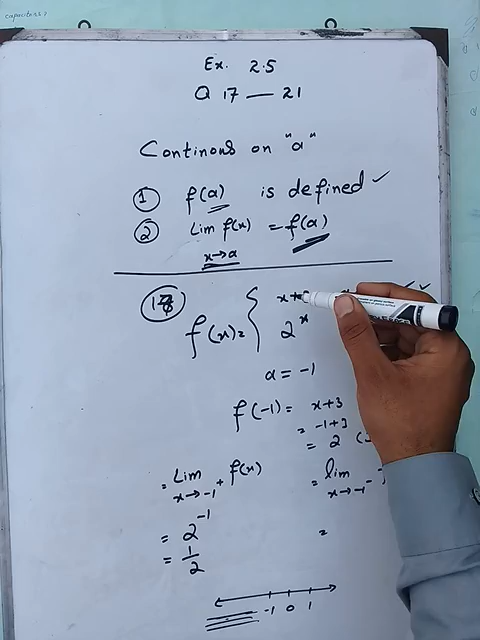 capacitors?
Ex. 2.5
Q 17 — 21
Continous on "a"
① f(a) is defined ✓
② Lim f(x) = f(a)
x→a
f(x)= { x+
2^x
a = -1
f(-1) = x+3
= -1+3
= 2
= Lim f(x) = lim
x→-1⁺ x→-1⁻
= 2^-1 =
= 1/2
-1 0 1